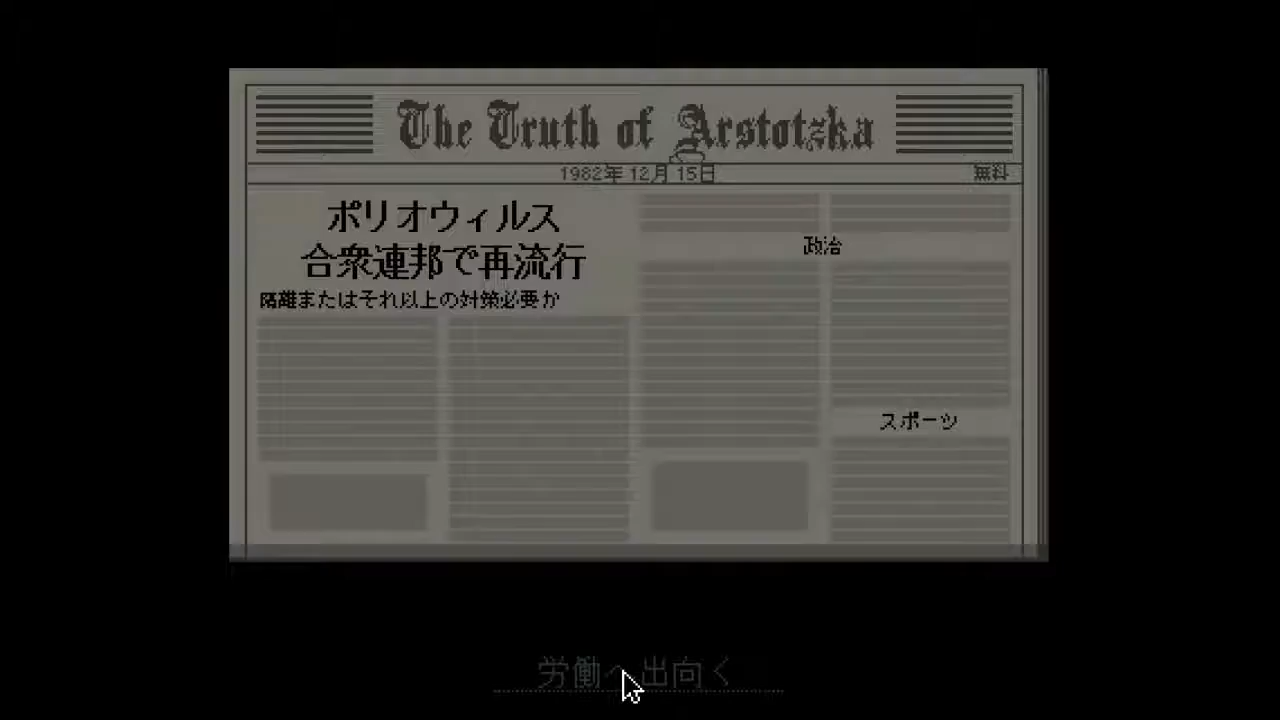 The Truth of Arstotzka
1982年 12月 15日
無料
ポリオウィルス
合衆連邦で再流行
隔離またはそれ以上の対策必要か
政治
スポーツ
労働へ出向く